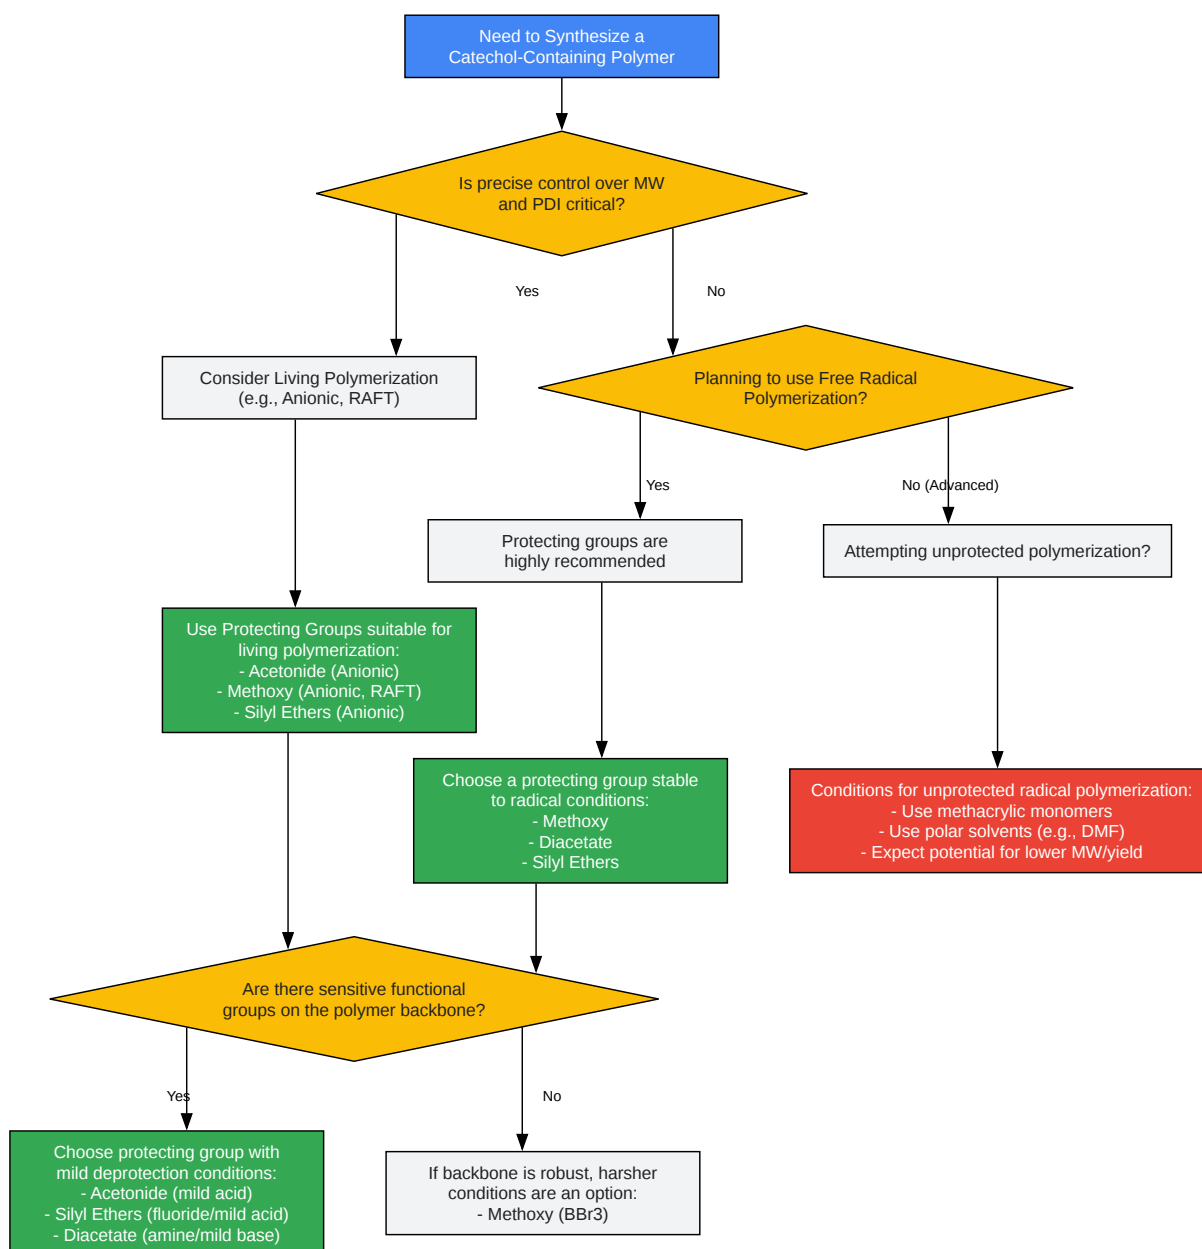 Need to Synthesize a
Catechol-Containing Polymer
Is precise control over MW
and PDI critical?
Yes
No
Consider Living Polymerization
(e.g., Anionic, RAFT)
Planning to use Free Radical
Polymerization?
Yes
No (Advanced)
Protecting groups are
highly recommended
Attempting unprotected polymerization?
Use Protecting Groups suitable for
living polymerization:
- Acetonide (Anionic)
- Methoxy (Anionic, RAFT)
- Silyl Ethers (Anionic)
Choose a protecting group stable
to radical conditions:
- Methoxy
- Diacetate
- Silyl Ethers
Conditions for unprotected radical polymerization:
- Use methacrylic monomers
- Use polar solvents (e.g., DMF)
- Expect potential for lower MW/yield
Are there sensitive functional
groups on the polymer backbone?
Yes
No
Choose protecting group with
mild deprotection conditions:
- Acetonide (mild acid)
- Silyl Ethers (fluoride/mild acid)
- Diacetate (amine/mild base)
If backbone is robust, harsher
conditions are an option:
- Methoxy (BBr3)